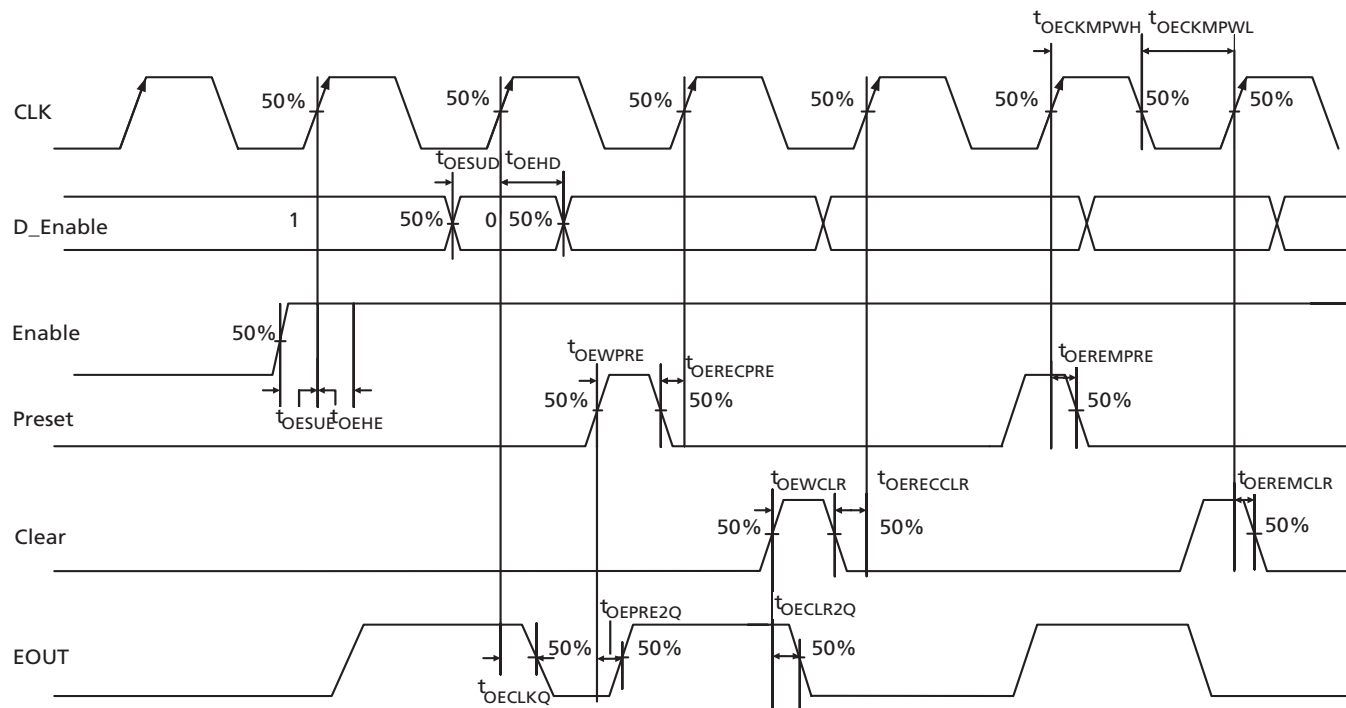 tOECKMPWH tOECKMPWL
CLK 50% 50% 50% 50% 50% 50% 50%
tOESUD tOEHD
D_Enable 1 50% 0 50%
Enable 50%
tOESUE tOEHE
tOEWPRE tOERECPRE tOEREMPRE
Preset 50% 50% 50%
tOEWCLR tOERECCLR tOEREMCLR
Clear 50% 50% 50%
tOEPRE2Q tOECLR2Q
EOUT 50% 50% 50%
tOECLKQ